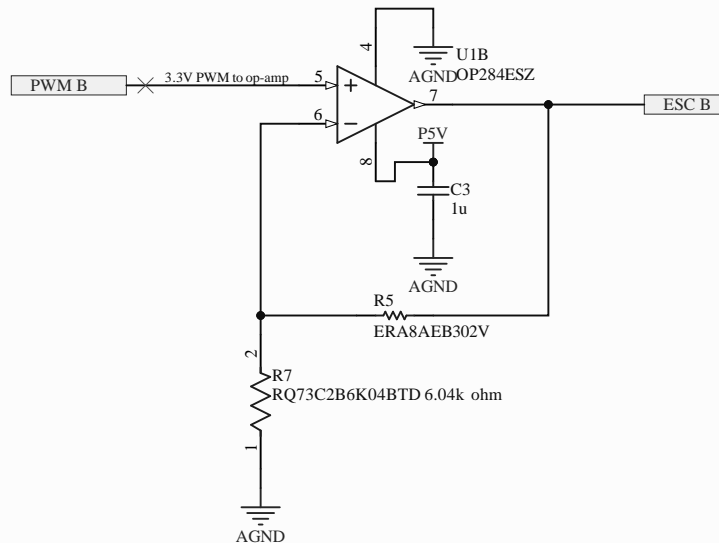 4
U1B
AGND
OP284ESZ
PWM B
3.3V PWM to op-amp
5
+
7
ESC B
6
−
P5V
8
C3
1u
AGND
R5
ERA8AEB302V
2
R7
RQ73C2B6K04BTD 6.04k ohm
1
AGND